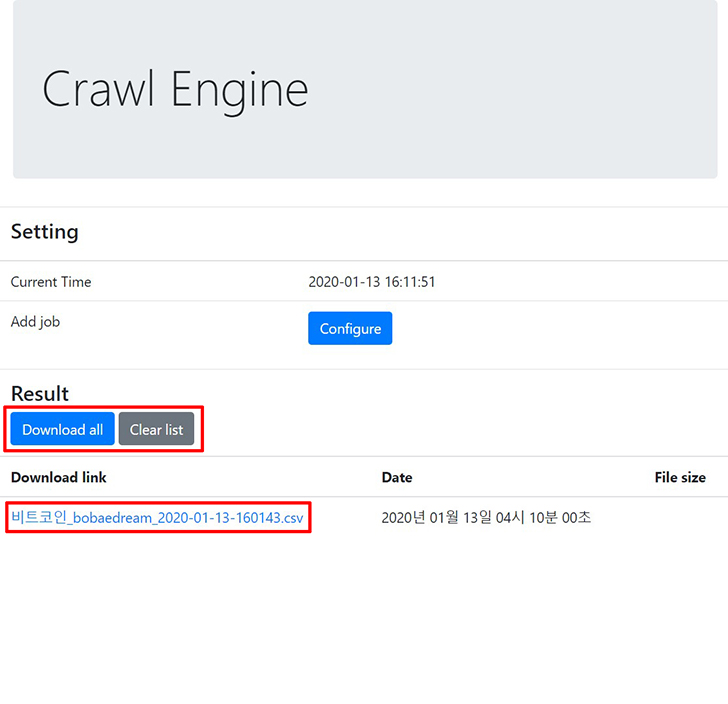 Crawl Engine
Setting
Current Time 2020-01-13 16:11:51
Add job Configure
Result
Download all Clear list
Download link Date File size
비트코인_bobaedream_2020-01-13-160143.csv 2020년 01월 13일 04시 10분 00초